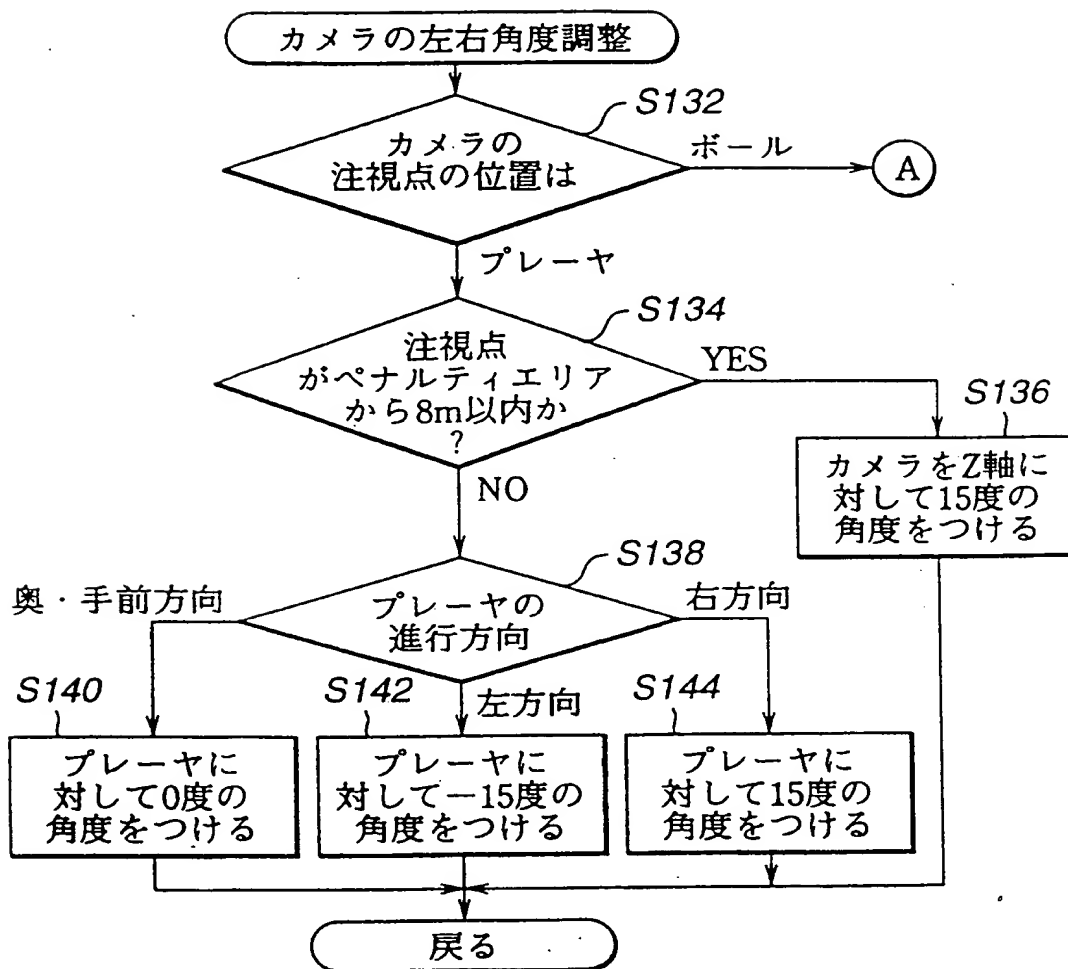 カメラの左右角度調整
S132
カメラの
注視点の位置は
ボール
A
プレーヤ
S134
注視点
がペナルティエリア
から8m以内か
?
YES
S136
カメラをZ軸に
対して15度の
角度をつける
NO
S138
プレーヤの
進行方向
奥・手前方向
右方向
S140
S142
左方向
S144
プレーヤに
対して0度の
角度をつける
プレーヤに
対して−15度の
角度をつける
プレーヤに
対して15度の
角度をつける
戻る